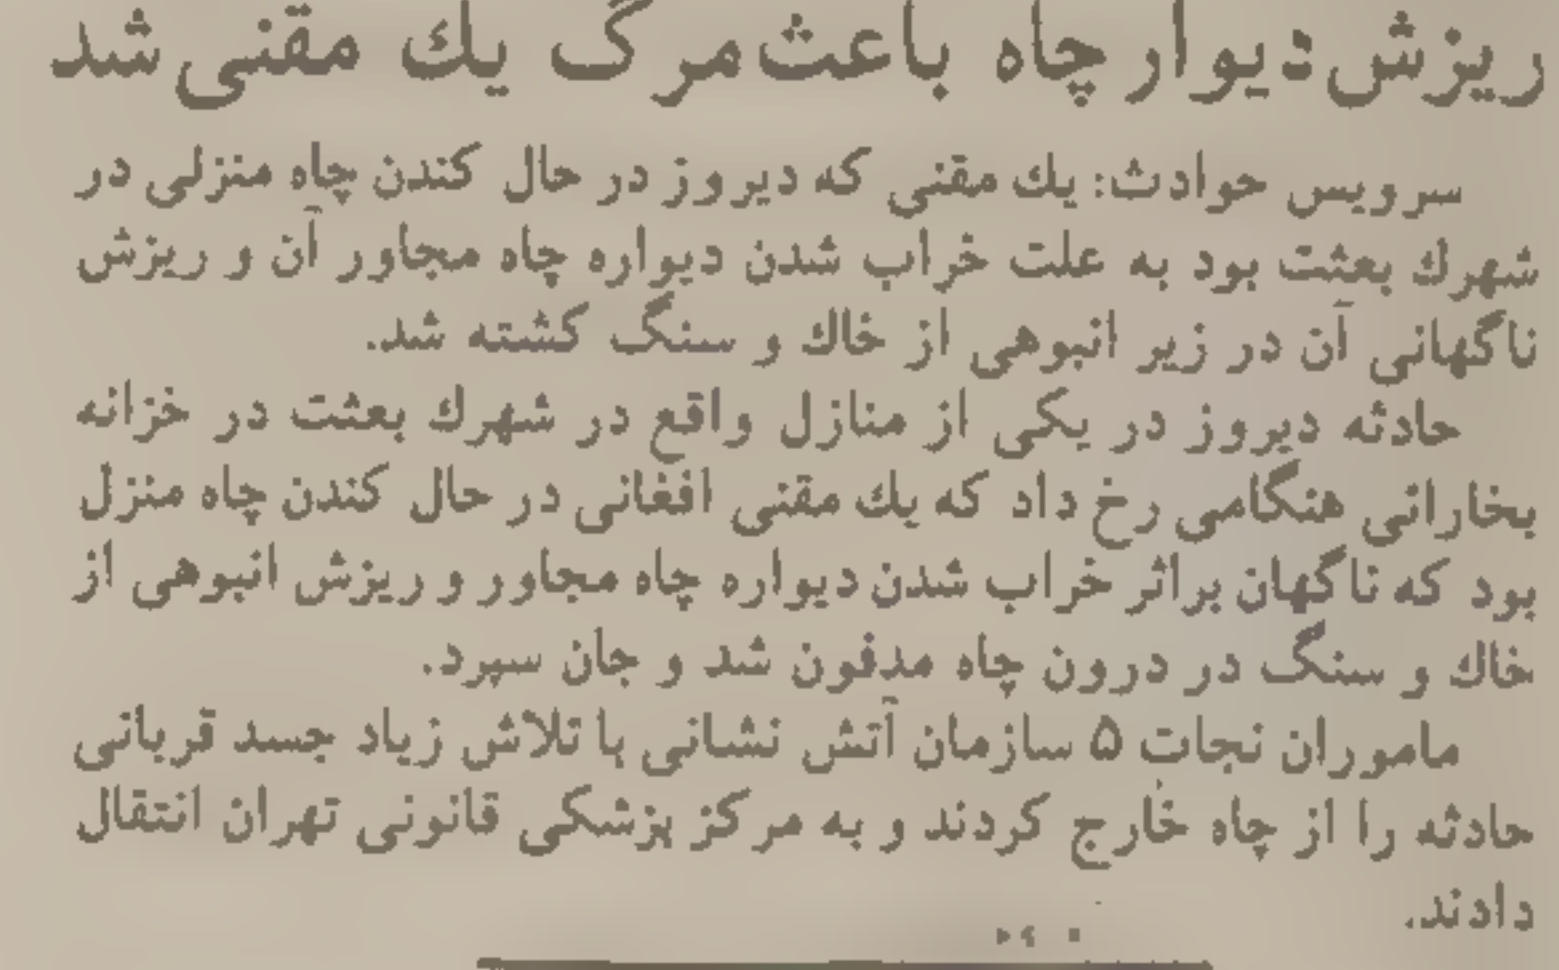 ریزش دیوار چاه باعث مرگ یك مقنی شد
سرویس حوادث: یك مقنی که دیروز در حال کندن چاه منزلی در
شهرك بعثت بود به علت خراب شدن دیواره چاه مجاور آن و ریزش
ناگهانی آن در زیر انبوهی از خاك و سنگ کشته شد.
حادثه دیروز در یکی از منازل واقع در شهرك بعثت در خزانه
بخارانی هنگامی رخ داد که یك مقنی افغانی در حال کندن چاه منزل
بود که ناگهان براثر خراب شدن دیواره چاه مجاور و ریزش انبوهی از
خاك و سنگ در درون چاه مدفون شد و جان سپرد.
ماموران نجات ۵ سازمان آتش نشانی با تلاش زیاد جسد قربانی
حادثه را از چاه خارج کردند و به مرکز پزشکی قانونی تهران انتقال
دادند.